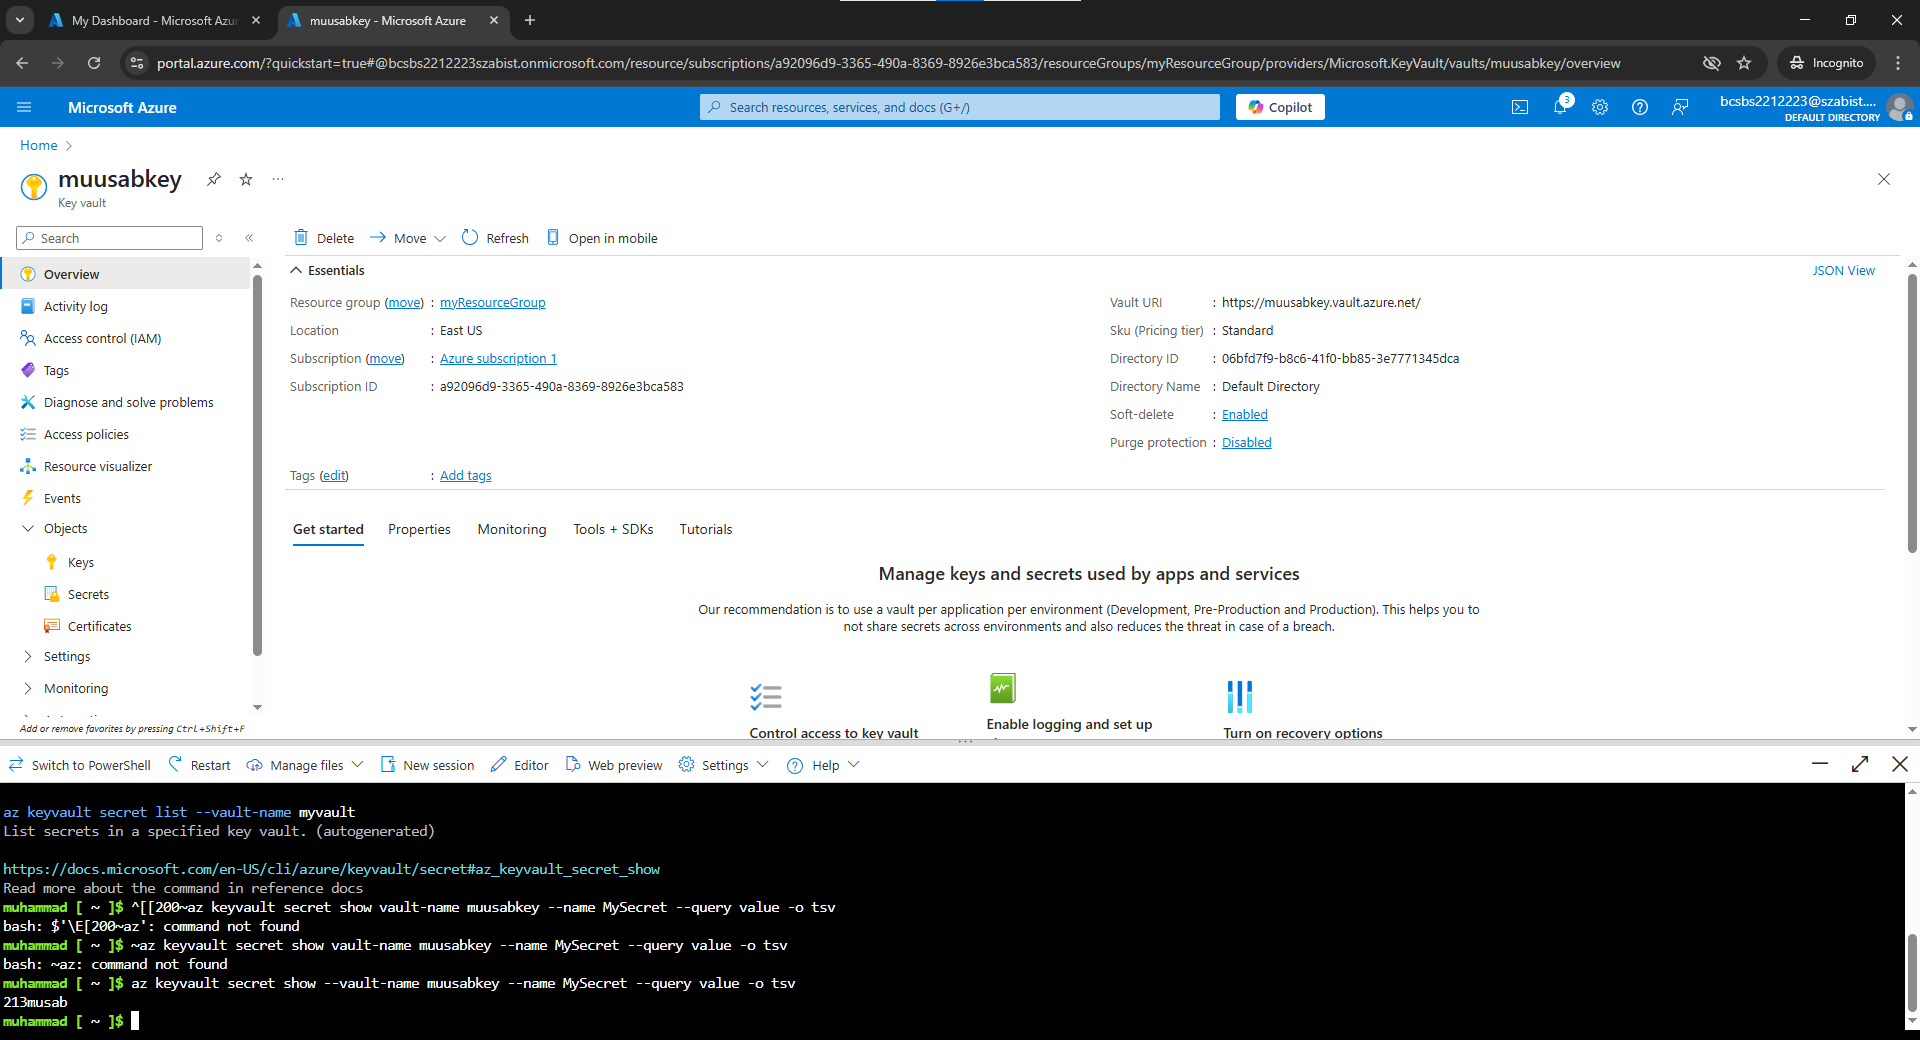 My Dashboard - Microsoft Azur
muusabkey - Microsoft Azure
portal.azure.com/?quickstart=true#@bcsbs2212223szabist.onmicrosoft.com/resource/subscriptions/a92096d9-3365-490a-8369-8926e3bca583/resourceGroups/myResourceGroup/providers/Microsoft.KeyVault/vaults/muusabkey/overview
Incognito
Microsoft Azure
Search resources, services, and docs (G+/)
Copilot
3
bcsbs2212223@szabist....
DEFAULT DIRECTORY
Home
muusabkey
Key vault
Search
Delete
Move
Refresh
Open in mobile
Overview
Activity log
Access control (IAM)
Tags
Diagnose and solve problems
Access policies
Resource visualizer
Events
Objects
Keys
Secrets
Certificates
Settings
Monitoring
Add or remove favorites by pressing Ctrl+Shift+F
Essentials
JSON View
Resource group (move) : myResourceGroup
Location : East US
Subscription (move) : Azure subscription 1
Subscription ID : a92096d9-3365-490a-8369-8926e3bca583
Vault URI : https://muusabkey.vault.azure.net/
Sku (Pricing tier) : Standard
Directory ID : 06bfd7f9-b8c6-41f0-bb85-3e7771345dca
Directory Name : Default Directory
Soft-delete : Enabled
Purge protection : Disabled
Tags (edit) : Add tags
Get started
Properties
Monitoring
Tools + SDKs
Tutorials
Manage keys and secrets used by apps and services
Our recommendation is to use a vault per application per environment (Development, Pre-Production and Production). This helps you to
not share secrets across environments and also reduces the threat in case of a breach.
Control access to key vault
Enable logging and set up
Turn on recovery options
Switch to PowerShell
Restart
Manage files
New session
Editor
Web preview
Settings
Help
az keyvault secret list --vault-name myvault
List secrets in a specified key vault. (autogenerated)
https://docs.microsoft.com/en-US/cli/azure/keyvault/secret#az_keyvault_secret_show
Read more about the command in reference docs
muhammad [ ~ ]$ ^[[200~az keyvault secret show vault-name muusabkey --name MySecret --query value -o tsv
bash: $'\E[200~az': command not found
muhammad [ ~ ]$ ~az keyvault secret show vault-name muusabkey --name MySecret --query value -o tsv
bash: ~az: command not found
muhammad [ ~ ]$ az keyvault secret show --vault-name muusabkey --name MySecret --query value -o tsv
213musab
muhammad [ ~ ]$